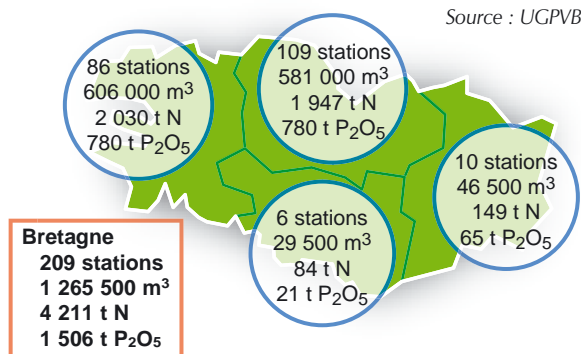 Source : UGPVB
86 stations
606 000 m³
2 030 t N
780 t P₂O₅
109 stations
581 000 m³
1 947 t N
780 t P₂O₅
10 stations
46 500 m³
149 t N
65 t P₂O₅
6 stations
29 500 m³
84 t N
21 t P₂O₅
Bretagne
209 stations
1 265 500 m³
4 211 t N
1 506 t P₂O₅